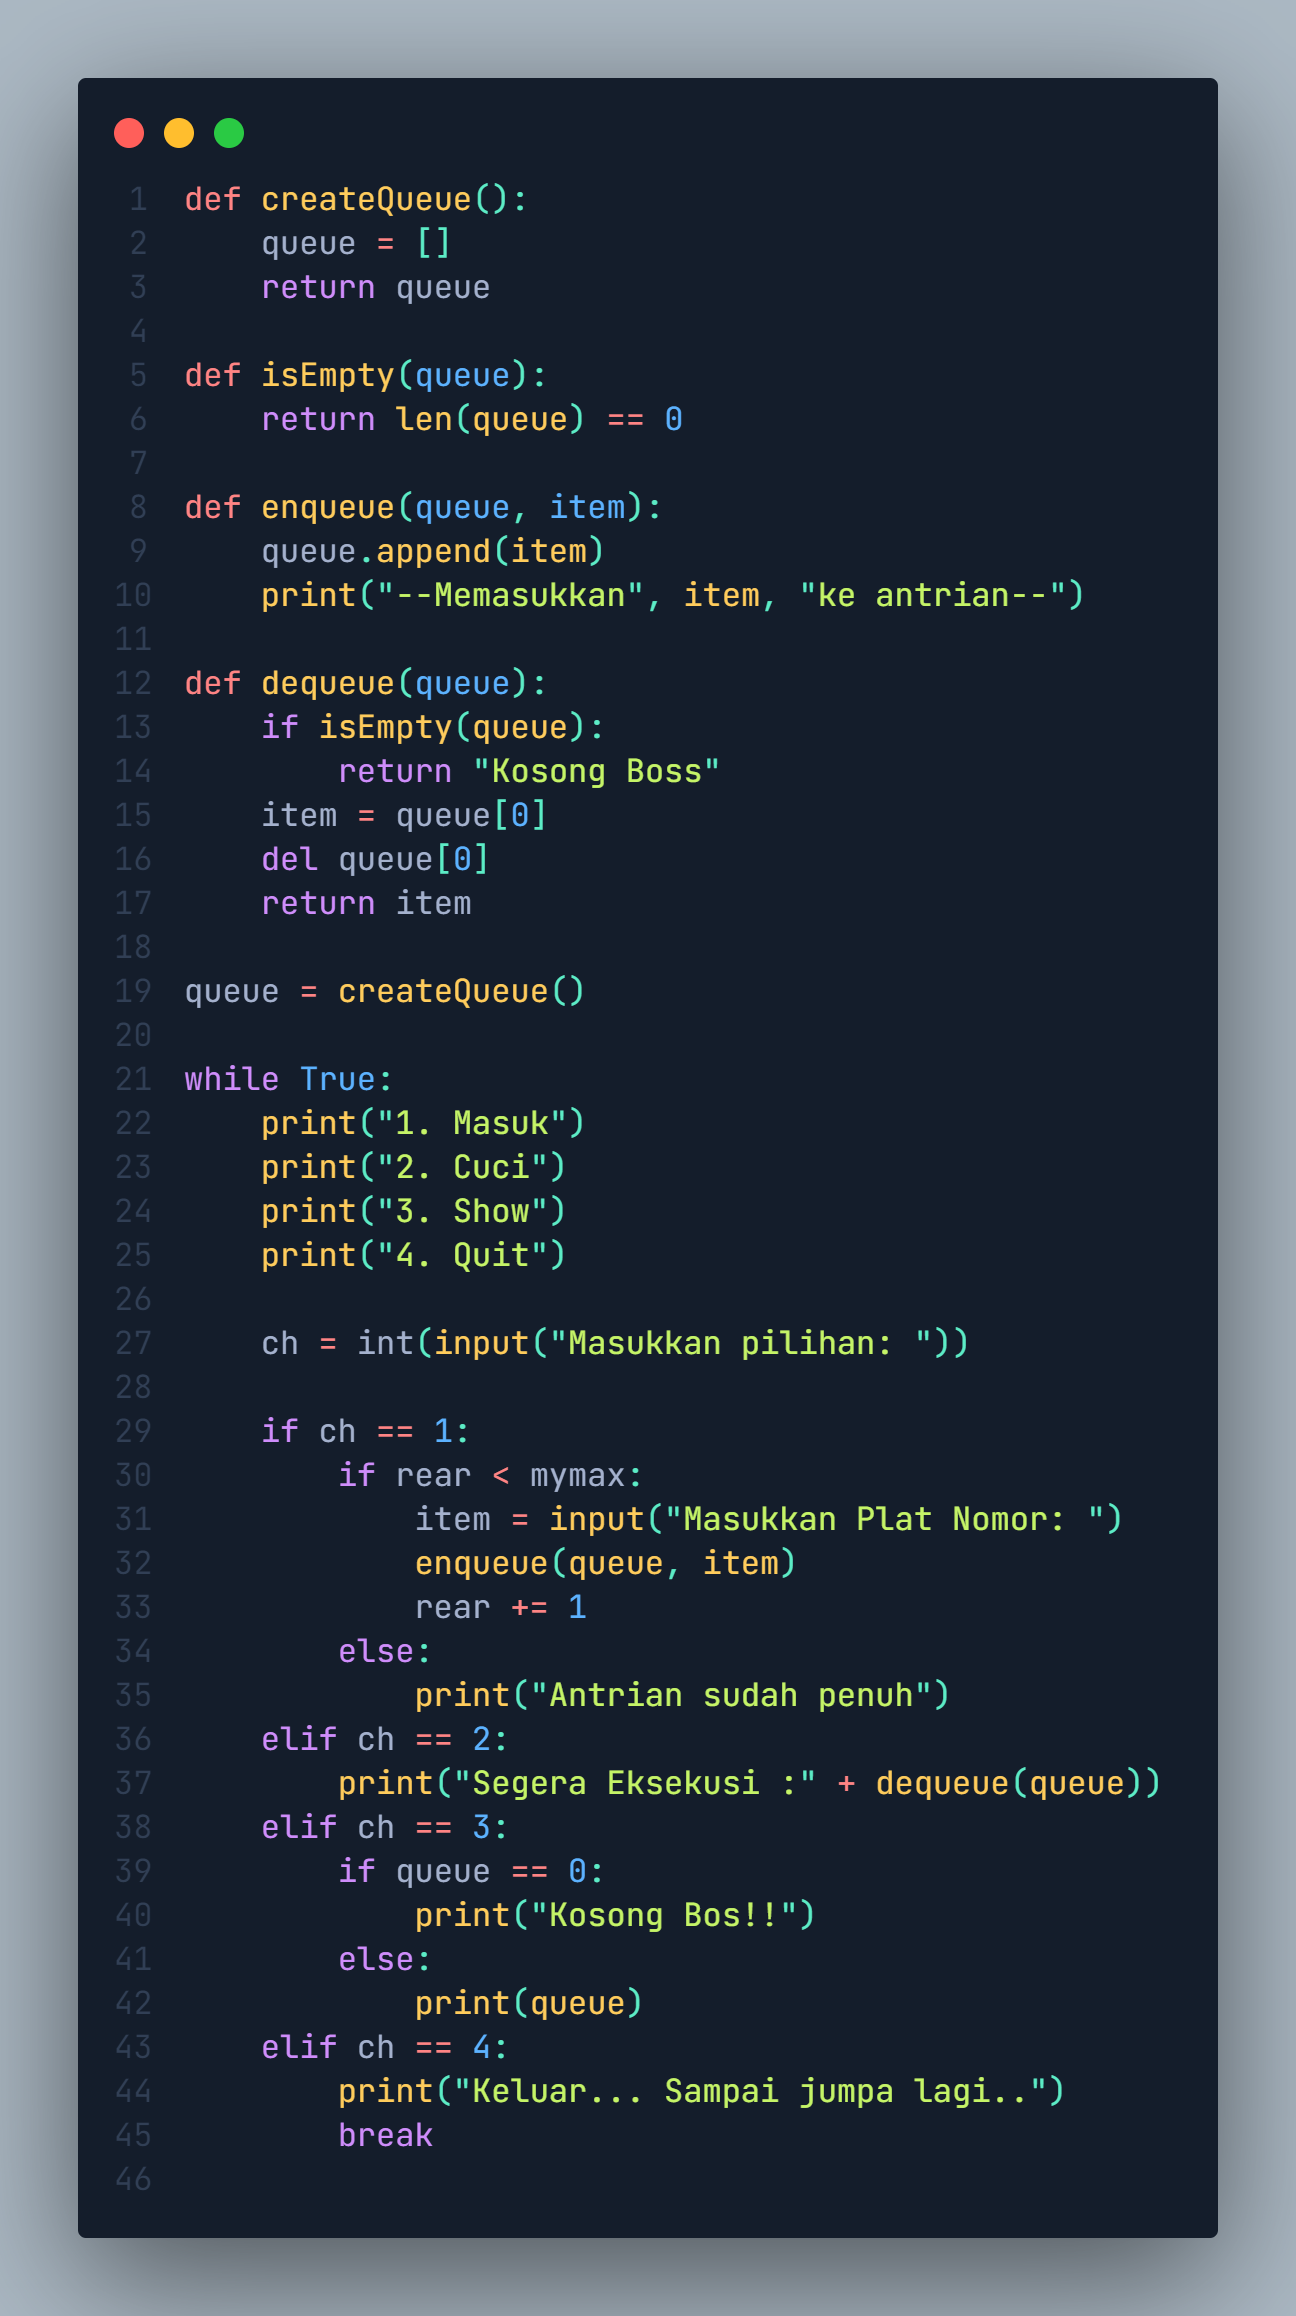 1 def createQueue():
2     queue = []
3     return queue
4
5 def isEmpty(queue):
6     return len(queue) == 0
7
8 def enqueue(queue, item):
9     queue.append(item)
10     print("--Memasukkan", item, "ke antrian--")
11
12 def dequeue(queue):
13     if isEmpty(queue):
14         return "Kosong Boss"
15     item = queue[0]
16     del queue[0]
17     return item
18
19 queue = createQueue()
20
21 while True:
22     print("1. Masuk")
23     print("2. Cuci")
24     print("3. Show")
25     print("4. Quit")
26
27     ch = int(input("Masukkan pilihan: "))
28
29     if ch == 1:
30         if rear < mymax:
31             item = input("Masukkan Plat Nomor: ")
32             enqueue(queue, item)
33             rear += 1
34         else:
35             print("Antrian sudah penuh")
36     elif ch == 2:
37         print("Segera Eksekusi :" + dequeue(queue))
38     elif ch == 3:
39         if queue == 0:
40             print("Kosong Bos!!")
41         else:
42             print(queue)
43     elif ch == 4:
44         print("Keluar... Sampai jumpa lagi..")
45         break
46